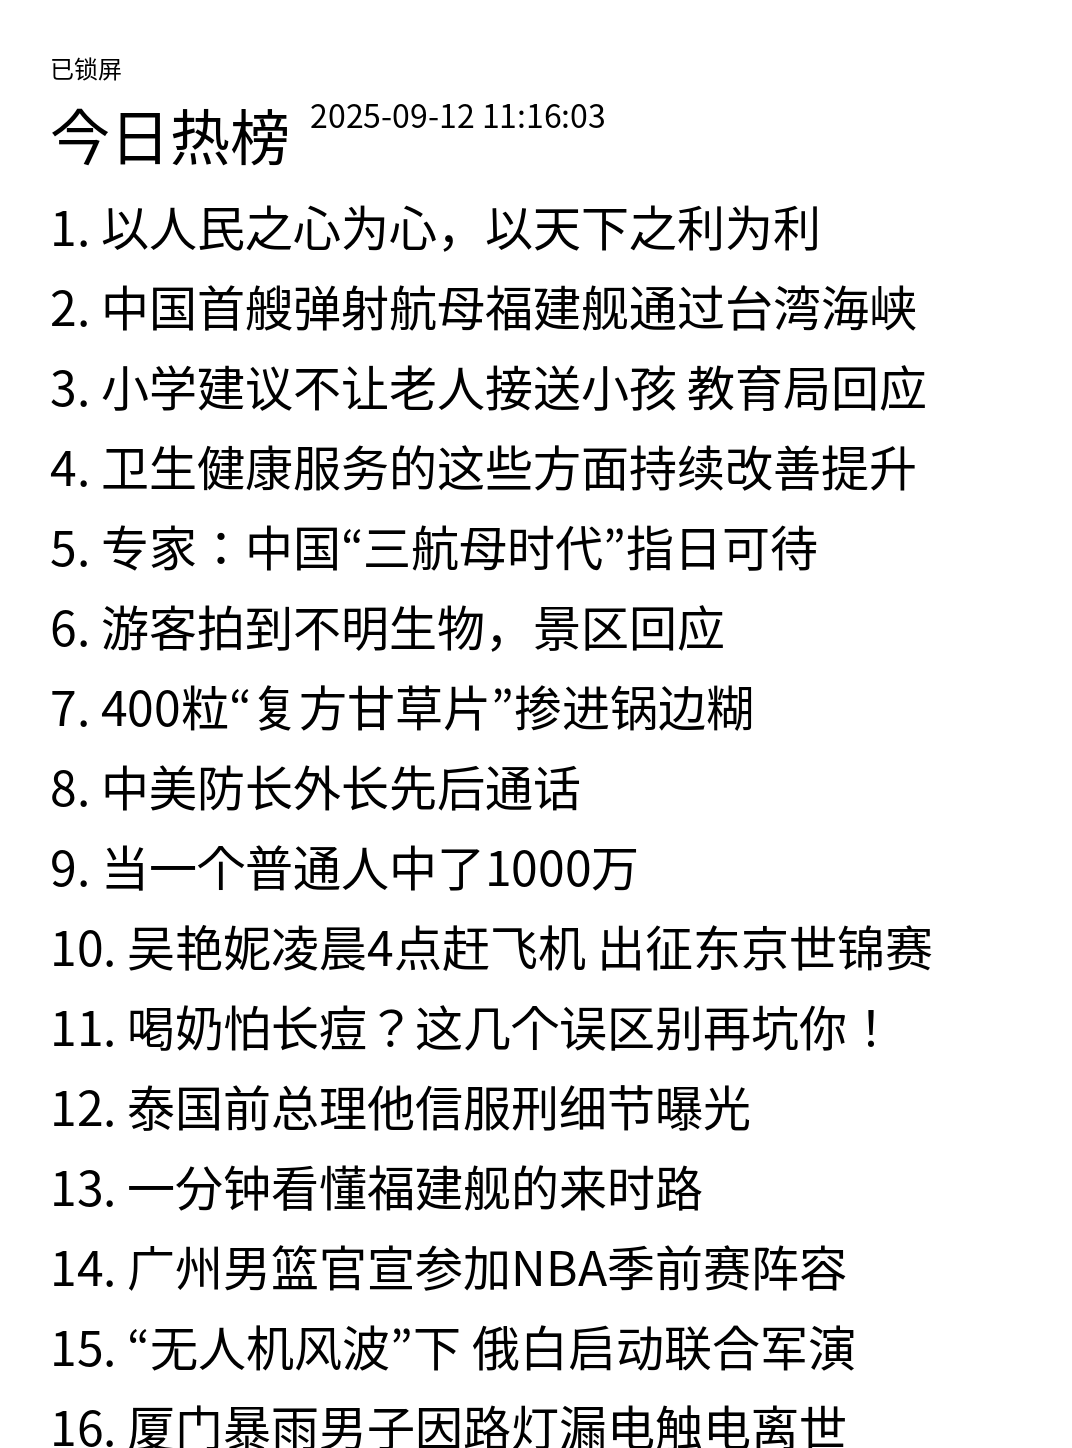 已锁屏
今日热榜 2025-09-12 11:16:03
1. 以人民之心为心，以天下之利为利
2. 中国首艘弹射航母福建舰通过台湾海峡
3. 小学建议不让老人接送小孩 教育局回应
4. 卫生健康服务的这些方面持续改善提升
5. 专家：中国“三航母时代”指日可待
6. 游客拍到不明生物，景区回应
7. 400粒“复方甘草片”掺进锅边糊
8. 中美防长外长先后通话
9. 当一个普通人中了1000万
10. 吴艳妮凌晨4点赶飞机 出征东京世锦赛
11. 喝奶怕长痘？这几个误区别再坑你！
12. 泰国前总理他信服刑细节曝光
13. 一分钟看懂福建舰的来时路
14. 广州男篮官宣参加NBA季前赛阵容
15. “无人机风波”下 俄白启动联合军演
16. 厦门暴雨男子因路灯漏电触电离世